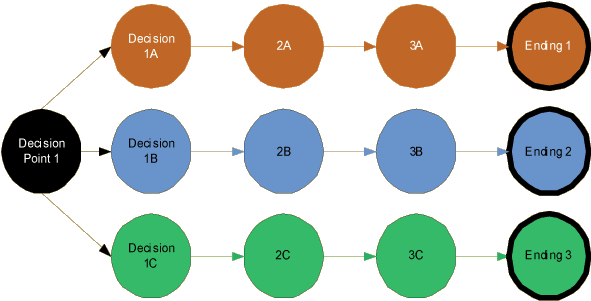 Decision
1A
2A
3A
Ending 1
Decision
Point 1
Decision
1B
2B
3B
Ending 2
Decision
1C
2C
3C
Ending 3